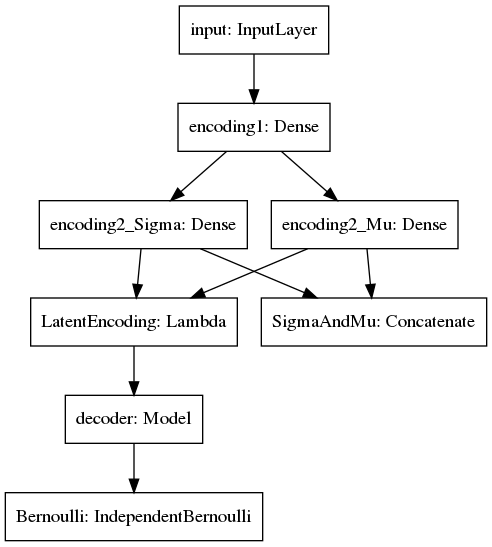 input: InputLayer
encoding1: Dense
encoding2_Sigma: Dense
encoding2_Mu: Dense
LatentEncoding: Lambda
SigmaAndMu: Concatenate
decoder: Model
Bernoulli: IndependentBernoulli